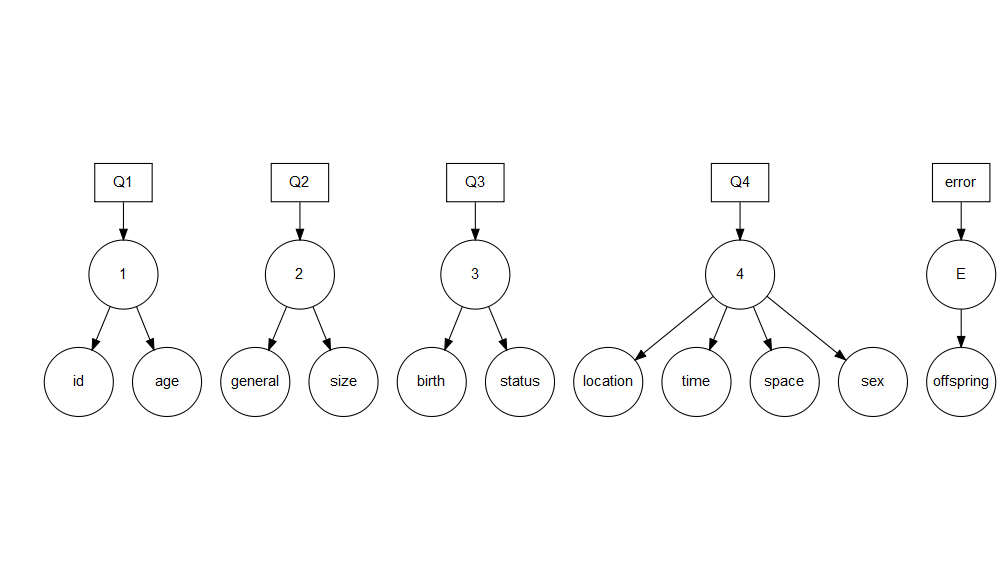 Q1 Q2 Q3 Q4 error
1 2 3 4 E
id age general size birth status location time space sex offspring